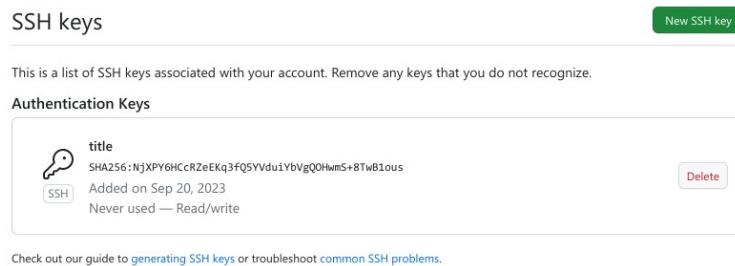 SSH keys
New SSH key
This is a list of SSH keys associated with your account. Remove any keys that you do not recognize.
Authentication Keys
title
SHA256:NjXPY6HCcRZeEKq3fQ5YVduiYbVgQOHwmS+8TwB1ous
SSH
Added on Sep 20, 2023
Never used — Read/write
Delete
Check out our guide to generating SSH keys or troubleshoot common SSH problems.